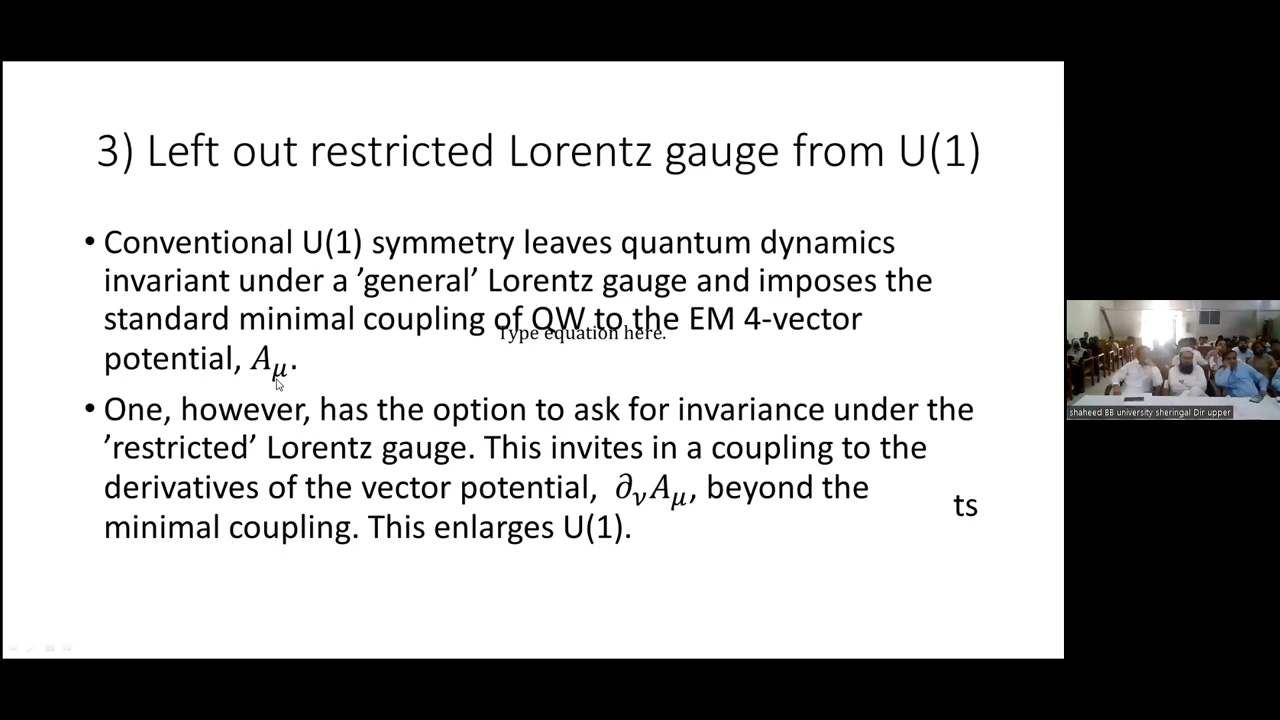 3) Left out restricted Lorentz gauge from U(1)
• Conventional U(1) symmetry leaves quantum dynamics
invariant under a ’general’ Lorentz gauge and imposes the
standard minimal coupling of QW to the EM 4-vector
Type equation here.
potential, A_μ.
• One, however, has the option to ask for invariance under the
’restricted’ Lorentz gauge. This invites in a coupling to the
derivatives of the vector potential, ∂_νA_μ, beyond the
ts
minimal coupling. This enlarges U(1).
shaheed BB university sheringal Dir upper